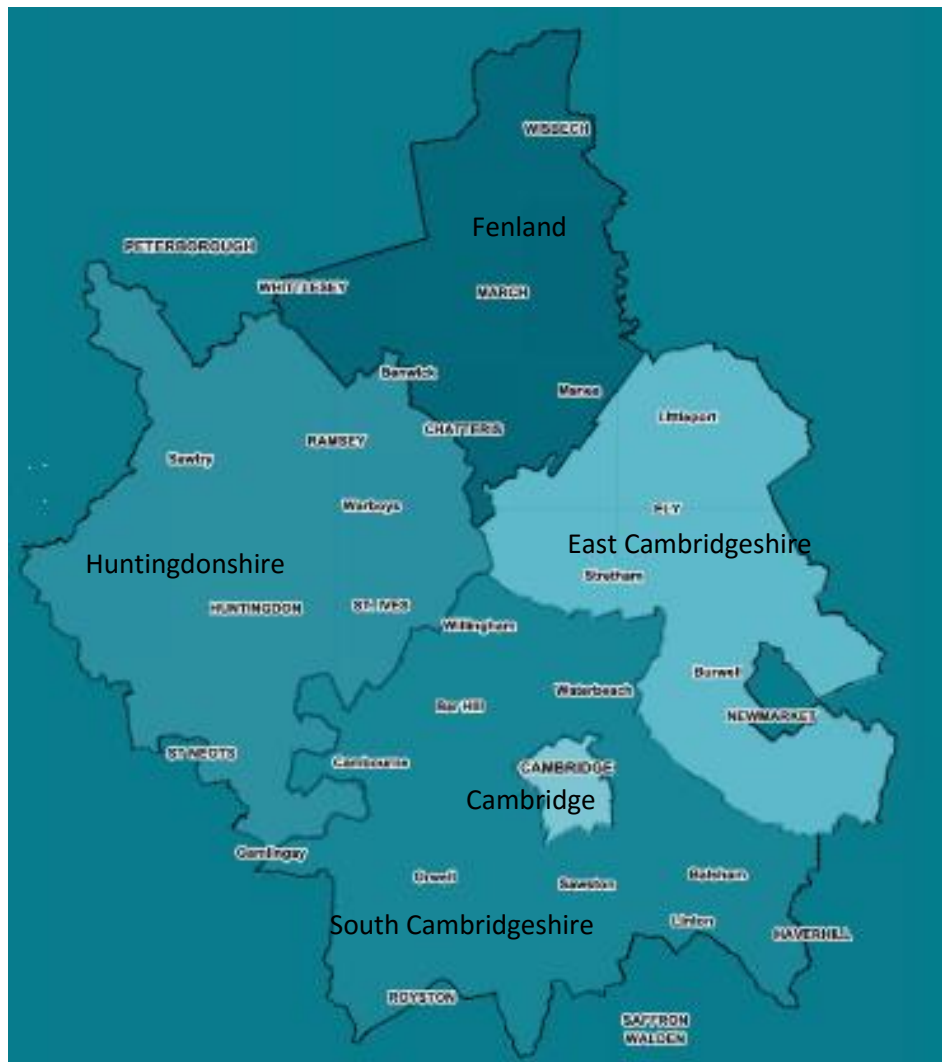 WISBECH
Fenland
PETERBOROUGH
WHITTLESEY
MARCH
Benwick
Manea
Littleport
CHATTERIS
RAMSEY
Sawtry
Warboys
ELY
East Cambridgeshire
Huntingdonshire
Stretham
HUNTINGDON
ST IVES
Willingham
Burwell
Waterbeach
Bar Hill
NEWMARKET
ST NEOTS
Cambourne
CAMBRIDGE
Cambridge
Gamlingay
Orwell
Sawston
Balsham
South Cambridgeshire
Linton
HAVERHILL
ROYSTON
SAFFRON
WALDEN